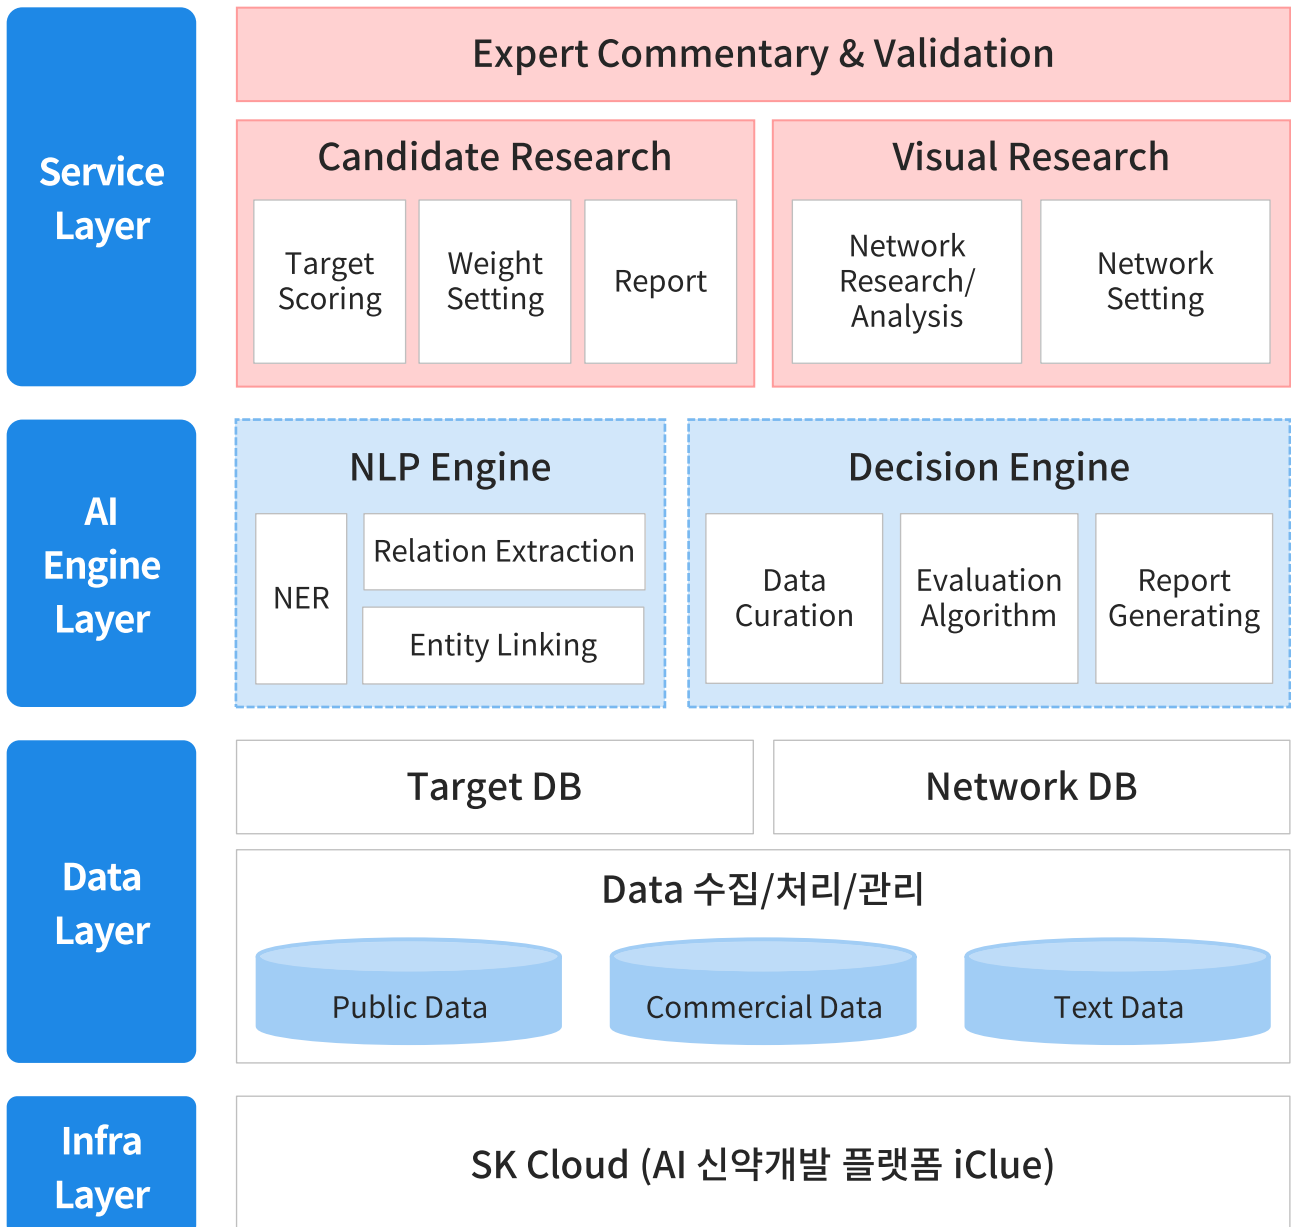 Service
Layer
Expert Commentary & Validation
Candidate Research
Target
Scoring
Weight
Setting
Report
Visual Research
Network
Research/
Analysis
Network
Setting
AI
Engine
Layer
NLP Engine
NER
Relation Extraction
Entity Linking
Decision Engine
Data
Curation
Evaluation
Algorithm
Report
Generating
Data
Layer
Target DB
Network DB
Data 수집/처리/관리
Public Data
Commercial Data
Text Data
Infra
Layer
SK Cloud (AI 신약개발 플랫폼 iClue)